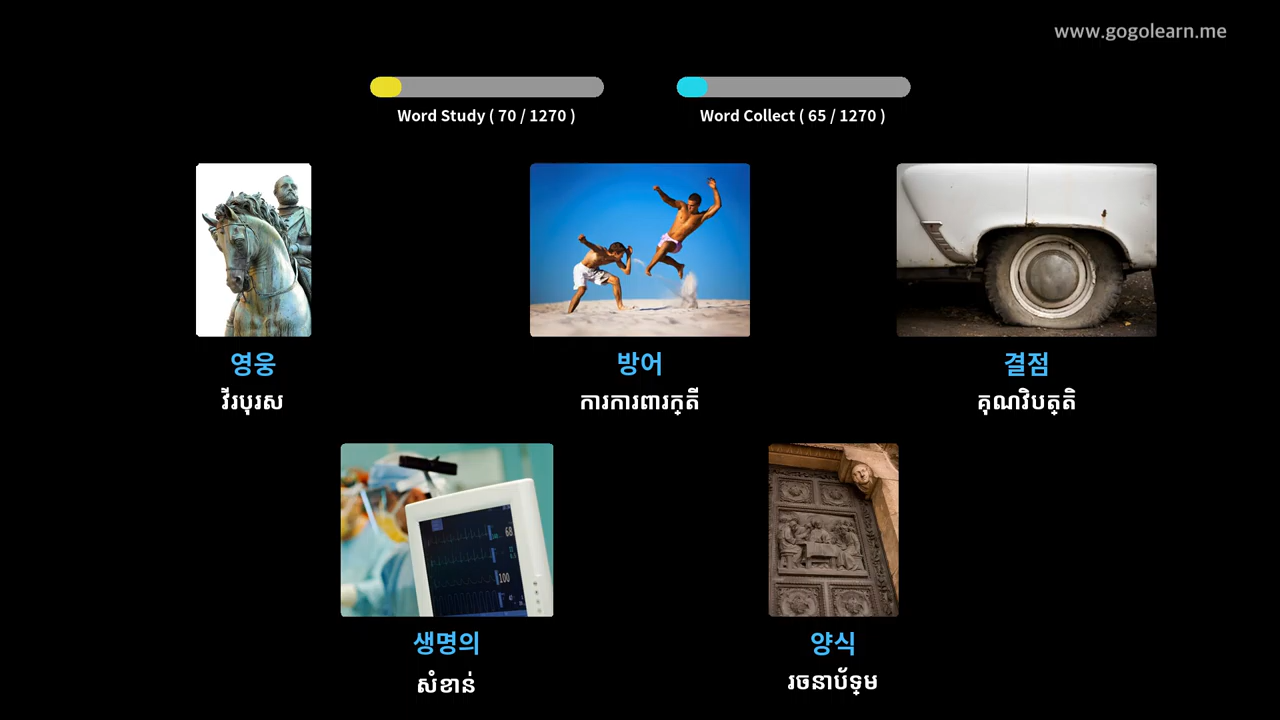 www.gogolearn.me
Word Study ( 70 / 1270 )
Word Collect ( 65 / 1270 )
영웅
វីរបុរស
방어
ការការពារក្តី
결점
គុណវិបត្តិ
생명의
សំខាន់
양식
រចនាប័ទ្ម